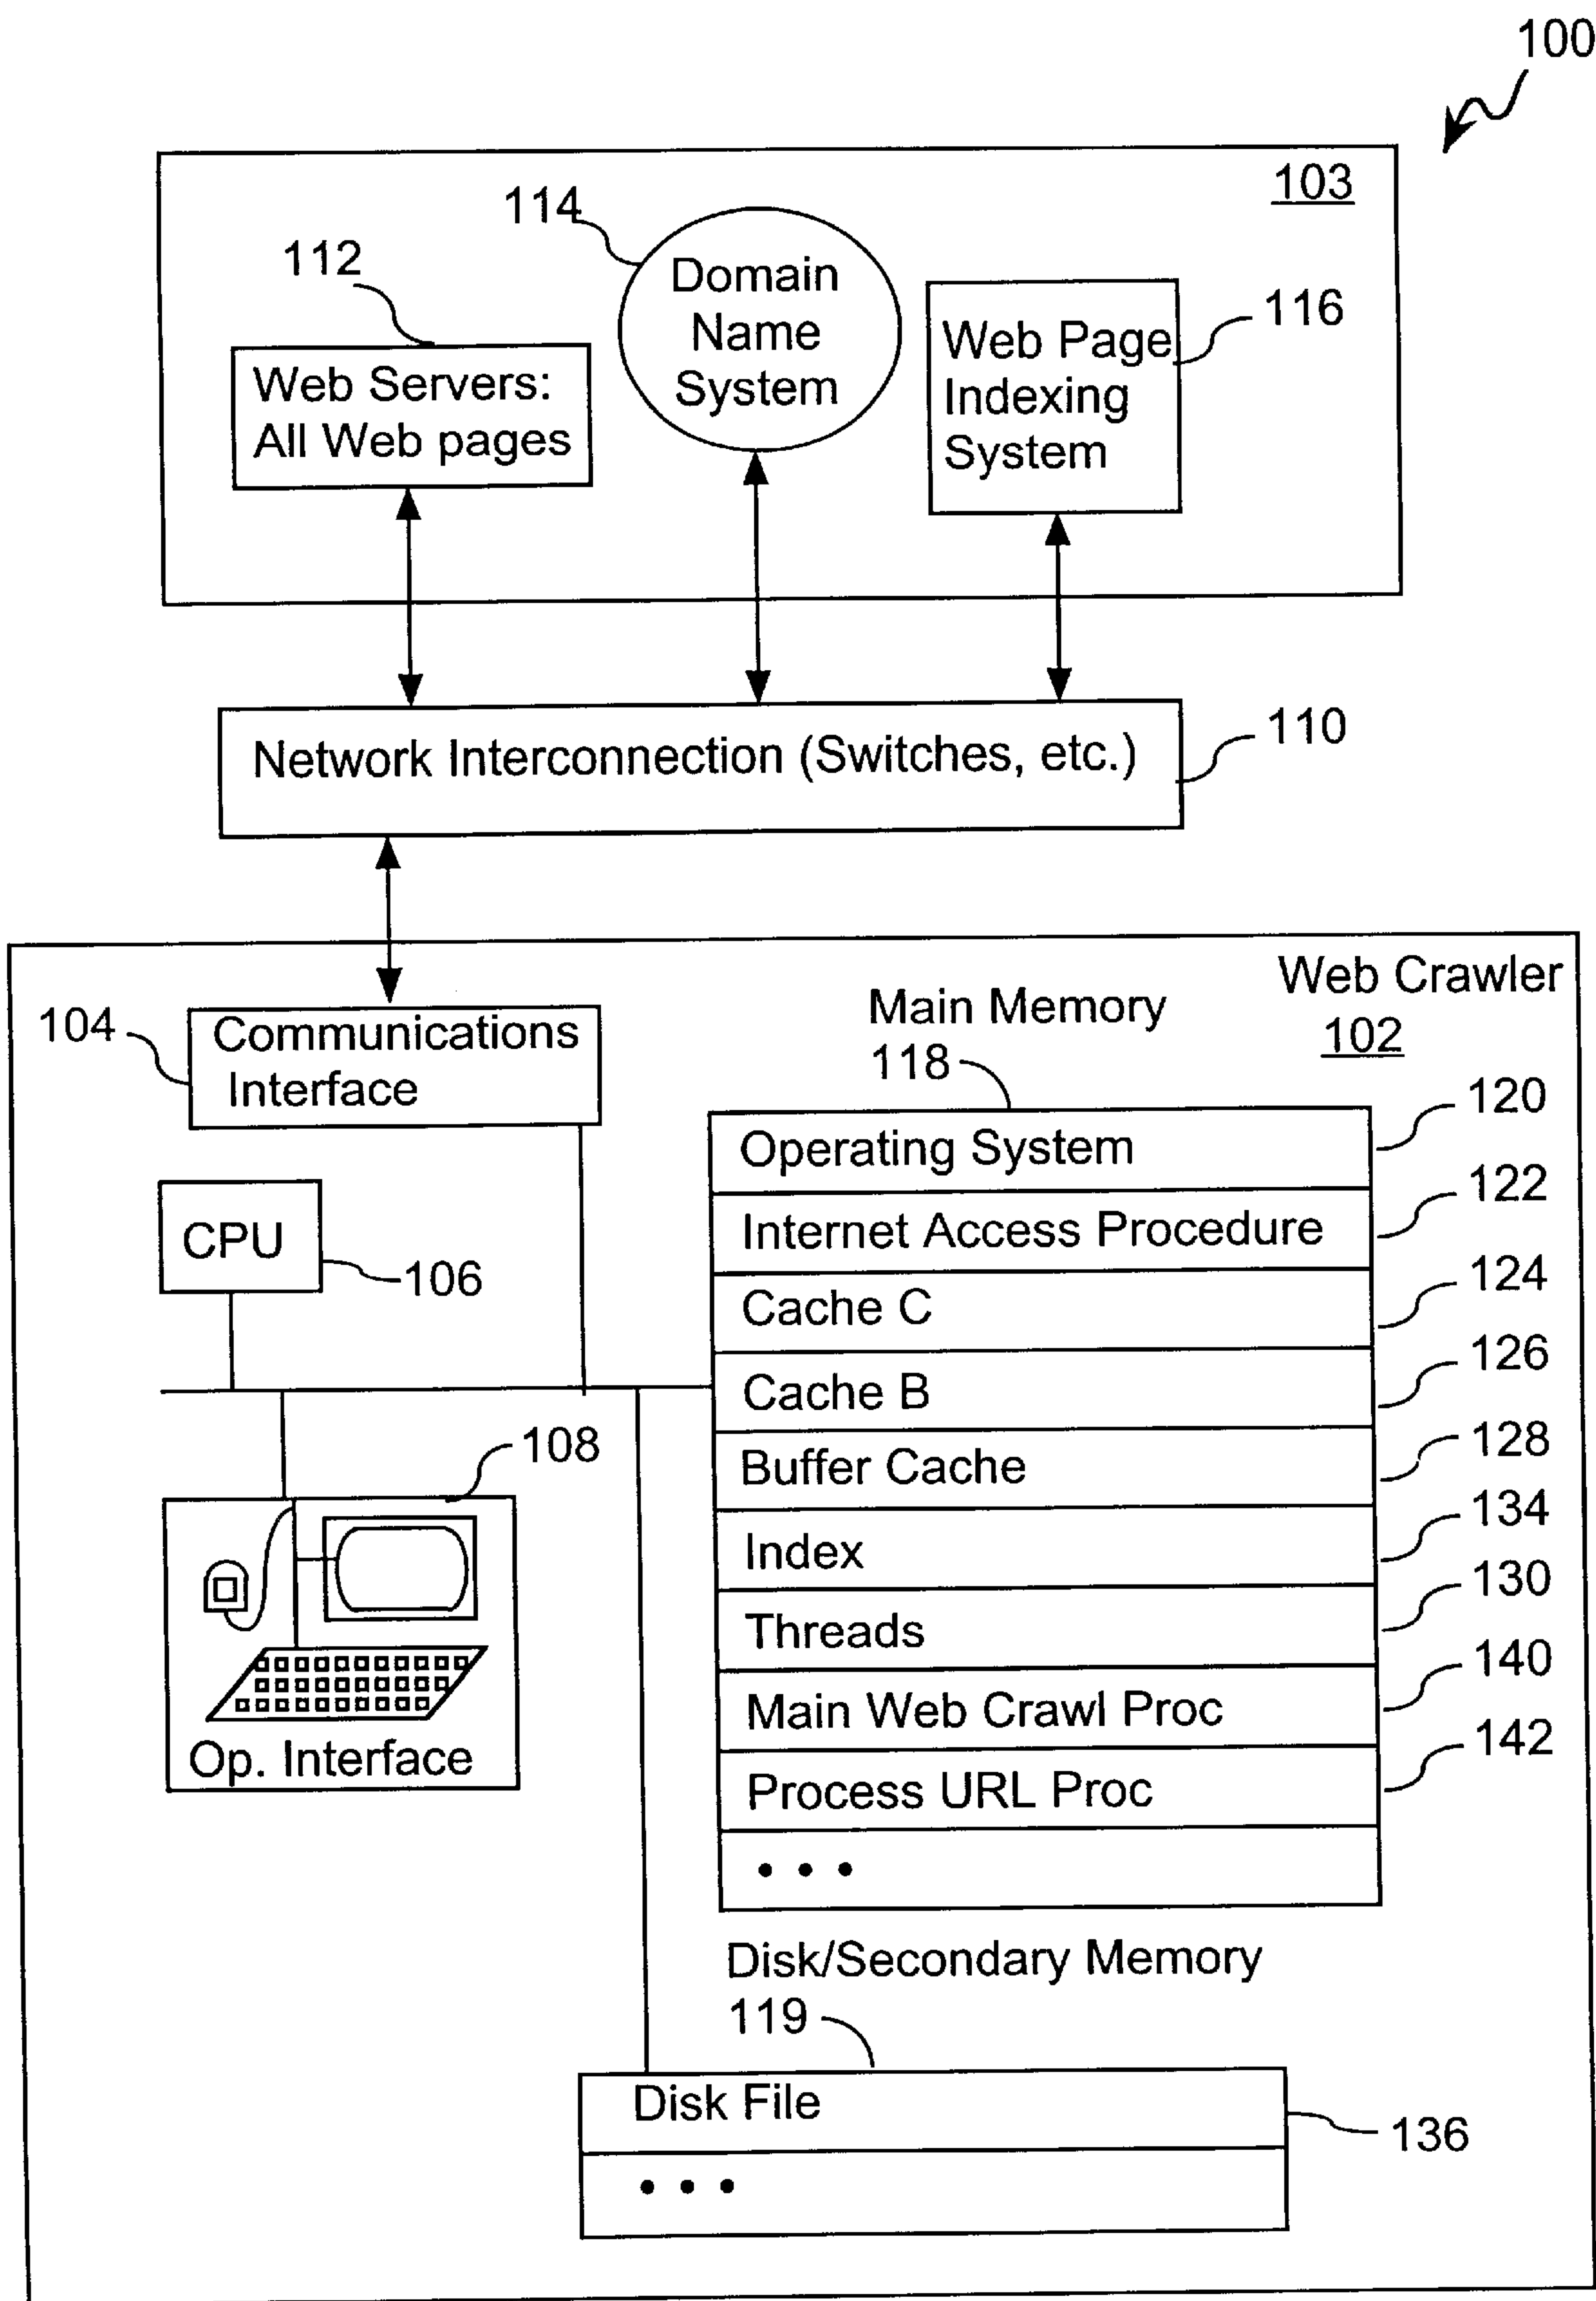 100
103
114
112
Domain
Name
System
116
Web Page
Indexing
System
Web Servers:
All Web pages
110
Network Interconnection (Switches, etc.)
Web Crawler
102
Main Memory
118
104
Communications
Interface
Operating System
120
Internet Access Procedure
122
CPU
106
Cache C
124
Cache B
126
Buffer Cache
128
108
Index
134
Threads
130
Main Web Crawl Proc
140
Op. Interface
Process URL Proc
142
• • •
Disk/Secondary Memory
119
Disk File
136
• • •